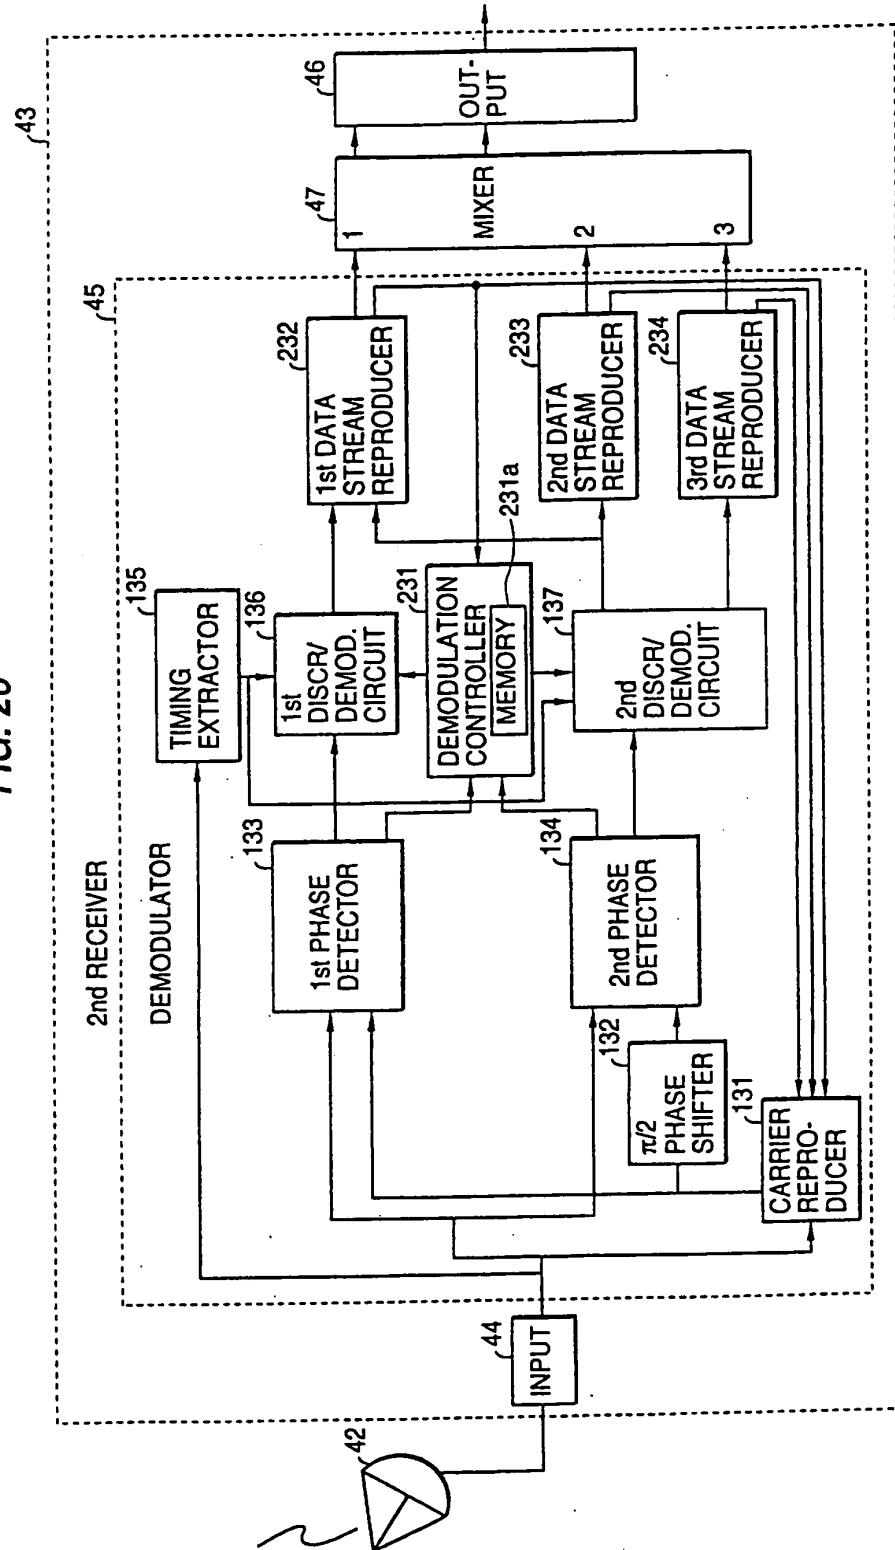 FIG. 26
43
2nd RECEIVER
45
DEMODULATOR
42
44
INPUT
135
TIMING
EXTRACTOR
133
1st PHASE
DETECTOR
136
1st DISCR/
DEMOD.
CIRCUIT
232
1st DATA
STREAM
REPRODUCER
47
1
2
3
MIXER
46
OUT-
PUT
231
DEMODULATION
CONTROLLER
MEMORY
231a
134
2nd PHASE
DETECTOR
137
2nd DISCR/
DEMOD.
CIRCUIT
233
2nd DATA
STREAM
REPRODUCER
234
3rd DATA
STREAM
REPRODUCER
132
π/2
PHASE
SHIFTER
131
CARRIER
REPRO-
DUCER